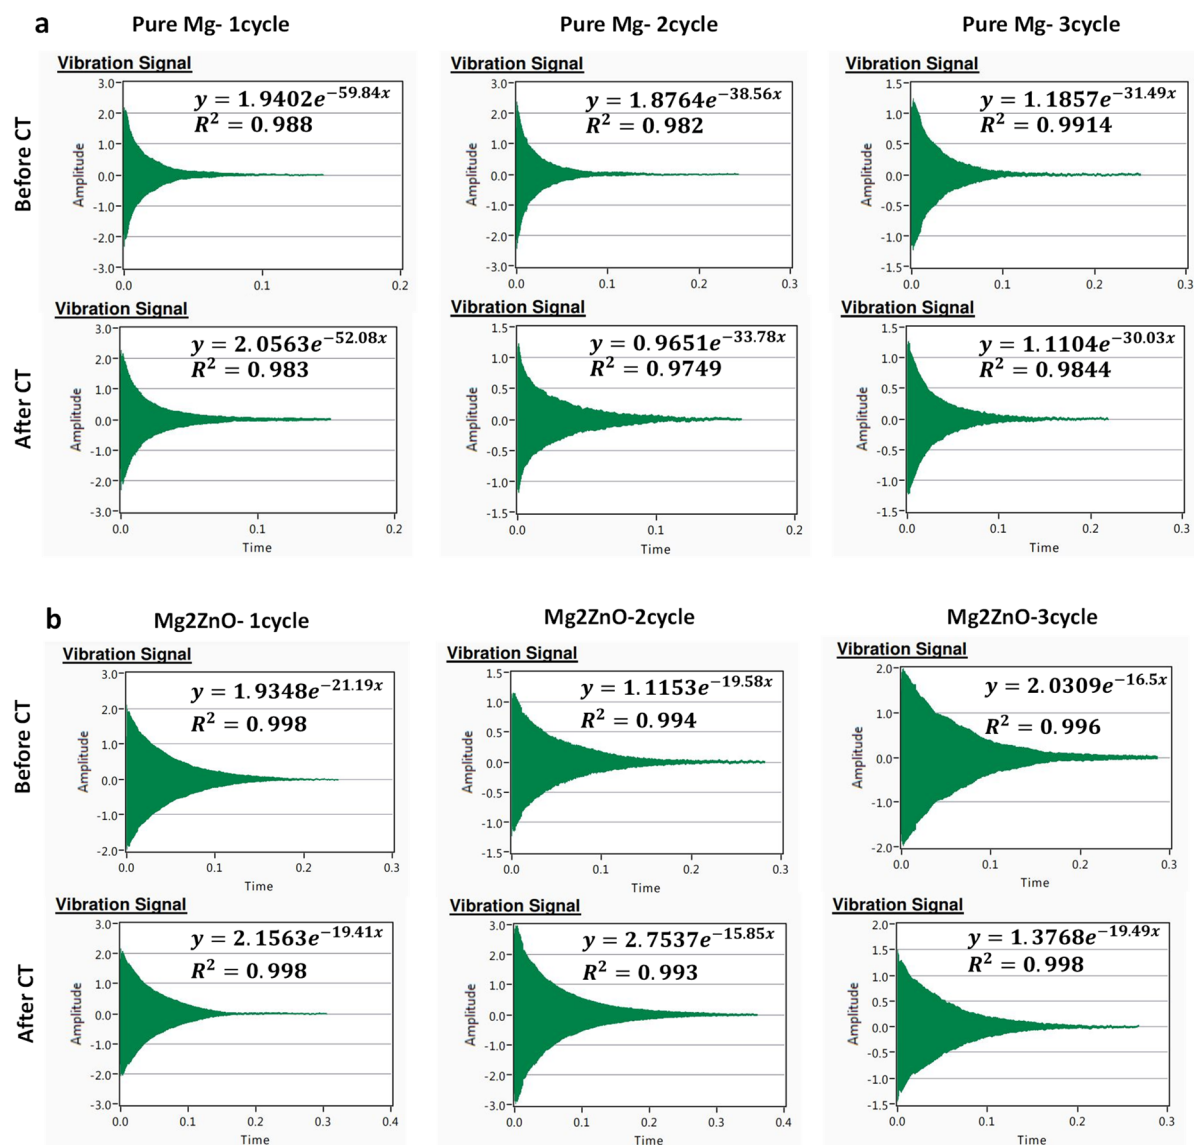 a
Pure Mg- 1cycle
Pure Mg- 2cycle
Pure Mg- 3cycle
Before CT
Vibration Signal
Amplitude
3.0
2.0
1.0
0.0
-1.0
-2.0
-3.0
y = 1.9402e^−59.84x
R² = 0.988
0.0 0.1 0.2
Vibration Signal
Amplitude
3.0
2.0
1.0
0.0
-1.0
-2.0
-3.0
y = 1.8764e^−38.56x
R² = 0.982
0.0 0.1 0.2 0.3
Vibration Signal
Amplitude
1.5
1.0
0.5
0.0
-0.5
-1.0
-1.5
y = 1.1857e^−31.49x
R² = 0.9914
0.0 0.1 0.2 0.3
After CT
Vibration Signal
Amplitude
3.0
2.0
1.0
0.0
-1.0
-2.0
-3.0
y = 2.0563e^−52.08x
R² = 0.983
0.0 0.1 0.2
Time
Vibration Signal
Amplitude
1.5
1.0
0.5
0.0
-0.5
-1.0
-1.5
y = 0.9651e^−33.78x
R² = 0.9749
0.0 0.1 0.2
Time
Vibration Signal
Amplitude
1.5
1.0
0.5
0.0
-0.5
-1.0
-1.5
y = 1.1104e^−30.03x
R² = 0.9844
0.0 0.1 0.2 0.3
Time
b
Mg2ZnO- 1cycle
Mg2ZnO-2cycle
Mg2ZnO-3cycle
Before CT
Vibration Signal
Amplitude
3.0
2.0
1.0
0.0
-1.0
-2.0
y = 1.9348e^−21.19x
R² = 0.998
0.0 0.1 0.2 0.3
Time
Vibration Signal
Amplitude
1.5
1.0
0.5
0.0
-0.5
-1.0
-1.5
y = 1.1153e^−19.58x
R² = 0.994
0.0 0.1 0.2 0.3
Time
Vibration Signal
Amplitude
2.0
1.0
0.0
-1.0
-2.0
y = 2.0309e^−16.5x
R² = 0.996
0.0 0.1 0.2 0.3
Time
After CT
Vibration Signal
Amplitude
3.0
2.0
1.0
0.0
-1.0
-2.0
-3.0
y = 2.1563e^−19.41x
R² = 0.998
0.0 0.1 0.2 0.3 0.4
Time
Vibration Signal
Amplitude
3.0
2.0
1.0
0.0
-1.0
-2.0
-3.0
y = 2.7537e^−15.85x
R² = 0.993
0.0 0.1 0.2 0.3 0.4
Time
Vibration Signal
Amplitude
2.0
1.5
1.0
0.5
0.0
-0.5
-1.0
-1.5
y = 1.3768e^−19.49x
R² = 0.998
0.0 0.1 0.2 0.3
Time